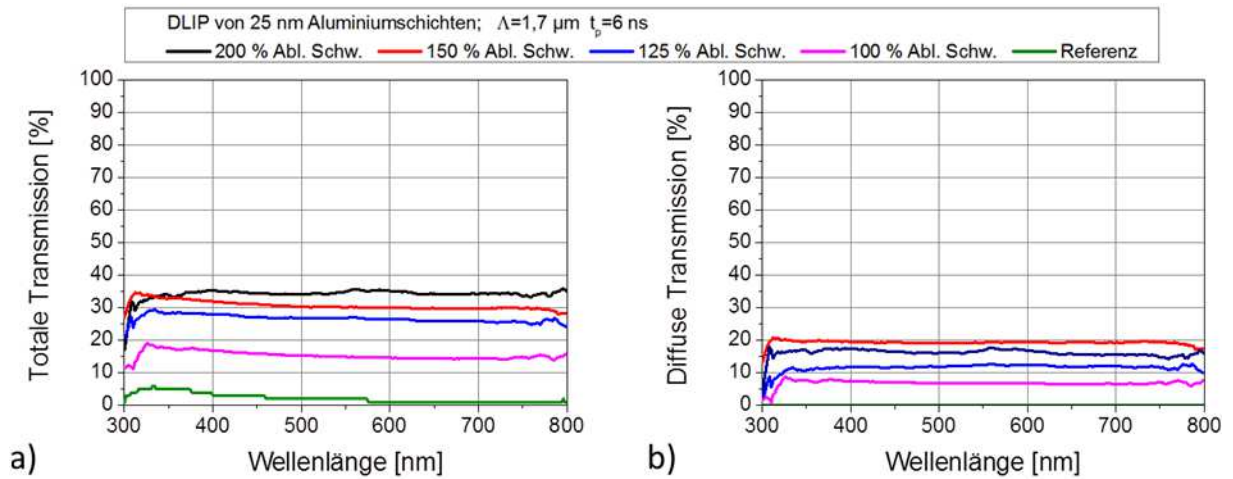 DLIP von 25 nm Aluminiumschichten; Λ=1,7 µm tp=6 ns
200 % Abl. Schw. 150 % Abl. Schw. 125 % Abl. Schw. 100 % Abl. Schw. Referenz
Totale Transmission [%]
100
90
80
70
60
50
40
30
20
10
0
300 400 500 600 700 800
Wellenlänge [nm]
a)
Diffuse Transmission [%]
100
90
80
70
60
50
40
30
20
10
0
300 400 500 600 700 800
Wellenlänge [nm]
b)